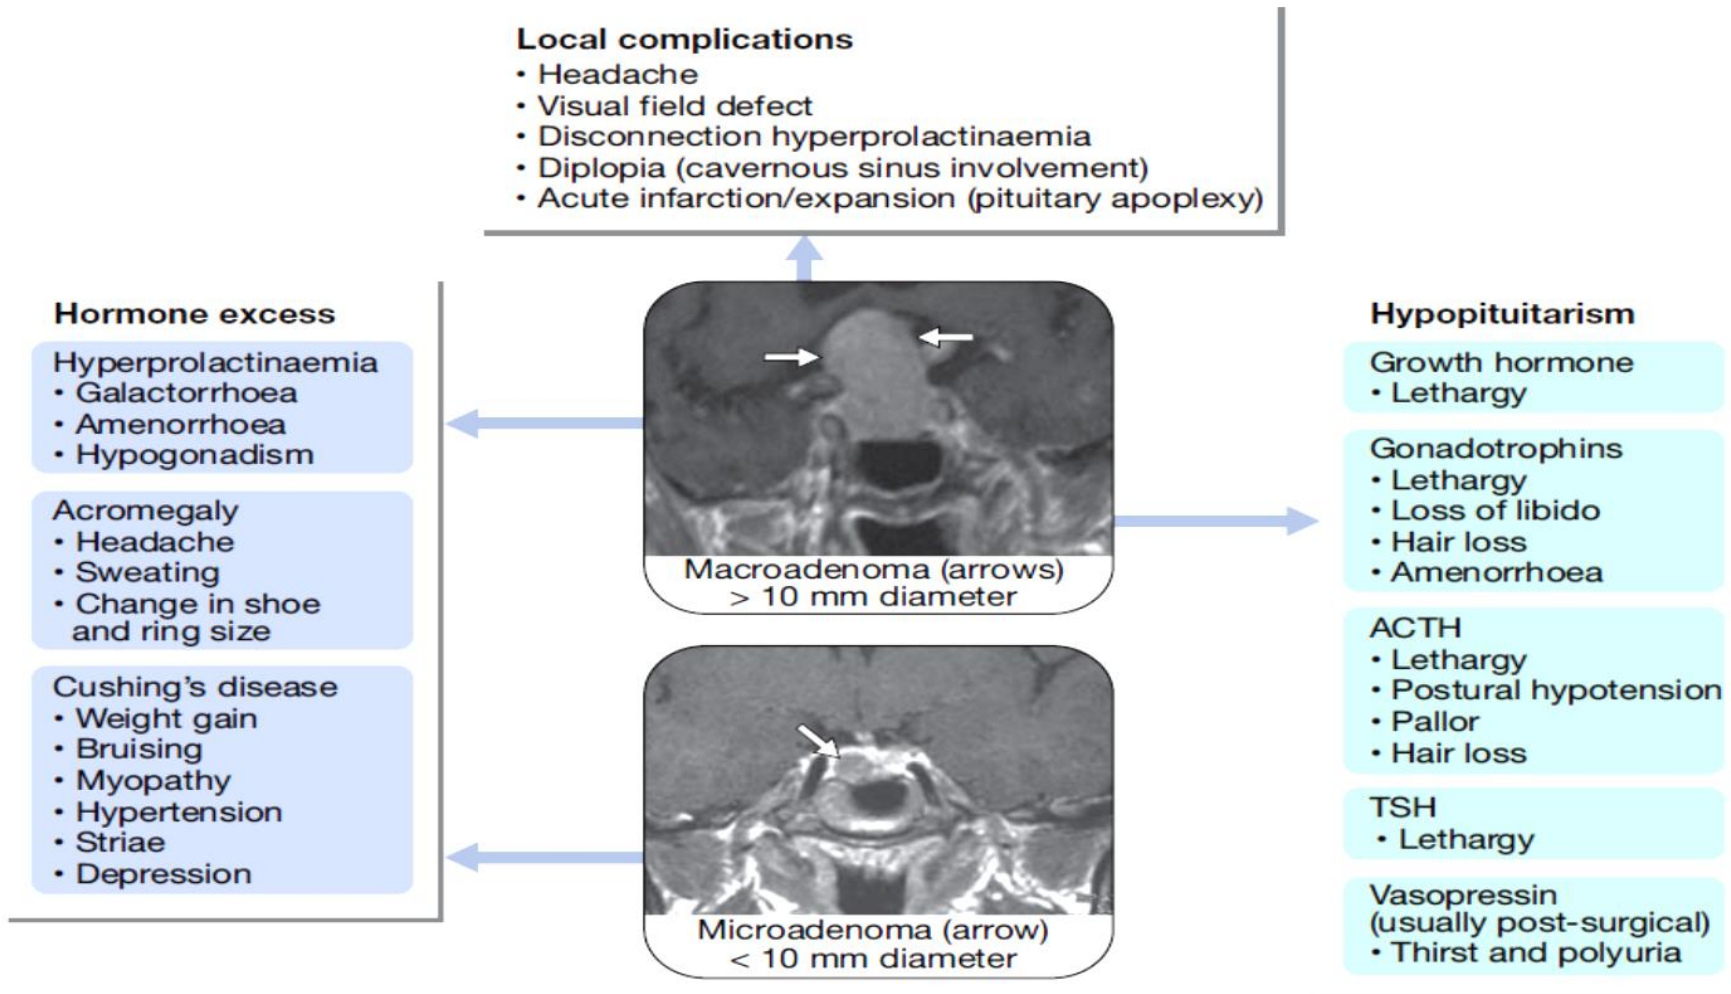 Local complications
• Headache
• Visual field defect
• Disconnection hyperprolactinaemia
• Diplopia (cavernous sinus involvement)
• Acute infarction/expansion (pituitary apoplexy)
Hormone excess
Hyperprolactinaemia
• Galactorrhoea
• Amenorrhoea
• Hypogonadism
Acromegaly
• Headache
• Sweating
• Change in shoe
and ring size
Cushing’s disease
• Weight gain
• Bruising
• Myopathy
• Hypertension
• Striae
• Depression
Macroadenoma (arrows)
> 10 mm diameter
Microadenoma (arrow)
< 10 mm diameter
Hypopituitarism
Growth hormone
• Lethargy
Gonadotrophins
• Lethargy
• Loss of libido
• Hair loss
• Amenorrhoea
ACTH
• Lethargy
• Postural hypotension
• Pallor
• Hair loss
TSH
• Lethargy
Vasopressin
(usually post-surgical)
• Thirst and polyuria